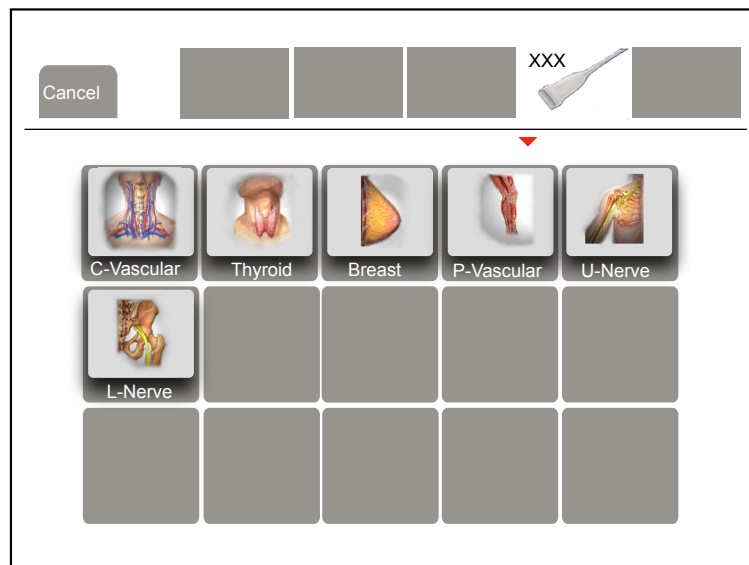 Cancel
XXX
C-Vascular
Thyroid
Breast
P-Vascular
U-Nerve
L-Nerve